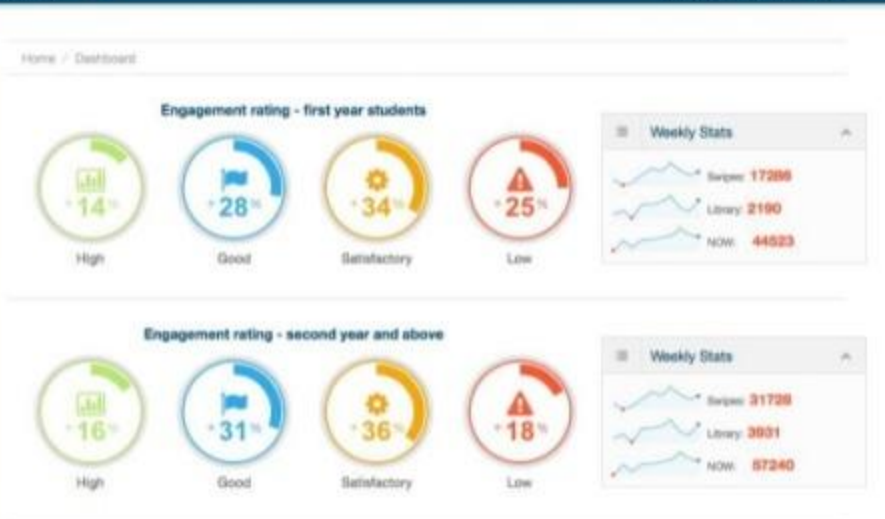 Home / Dashboard
Engagement rating - first year students
14%
High
28%
Good
34%
Satisfactory
25%
Low
Weekly Stats
Swipes: 17286
Library: 2190
NOW: 44523
Engagement rating - second year and above
16%
High
31%
Good
36%
Satisfactory
18%
Low
Weekly Stats
Swipes: 31728
Library: 3931
NOW: 87240